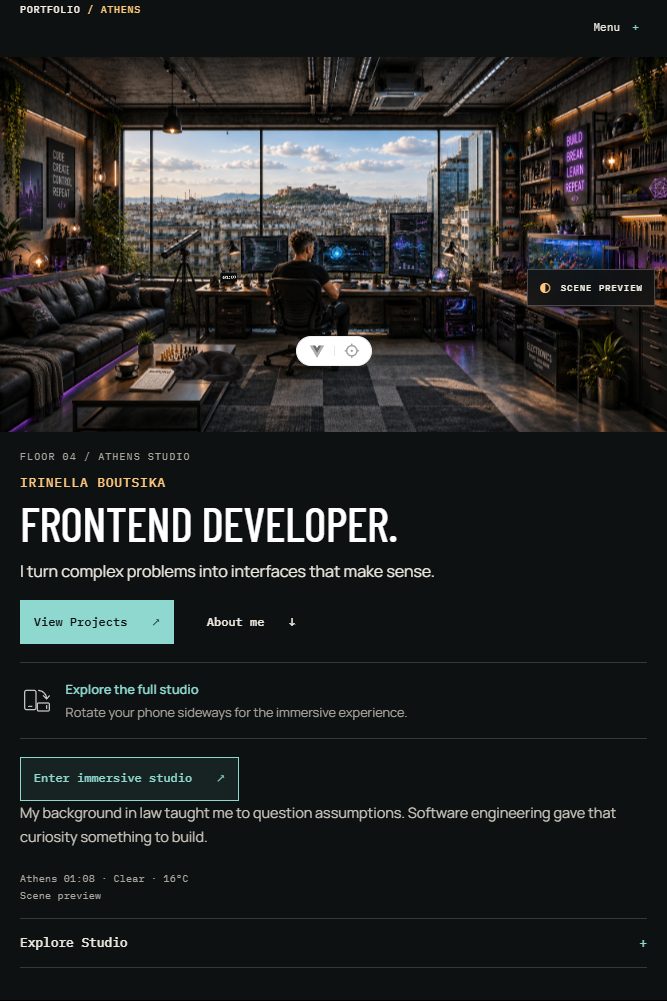 PORTFOLIO / ATHENS
Menu +
CODE
CREATE
CONTROL
REPEAT
BUILD
BREAK
LEARN
REPEAT
01:09
SCENE PREVIEW
ELECTRONICS
FLOOR 04 / ATHENS STUDIO
IRINELLA BOUTSIKA
FRONTEND DEVELOPER.
I turn complex problems into interfaces that make sense.
View Projects ↗
About me ↓
Explore the full studio
Rotate your phone sideways for the immersive experience.
Enter immersive studio ↗
My background in law taught me to question assumptions. Software engineering gave that
curiosity something to build.
Athens 01:08 · Clear · 16°C
Scene preview
Explore Studio +